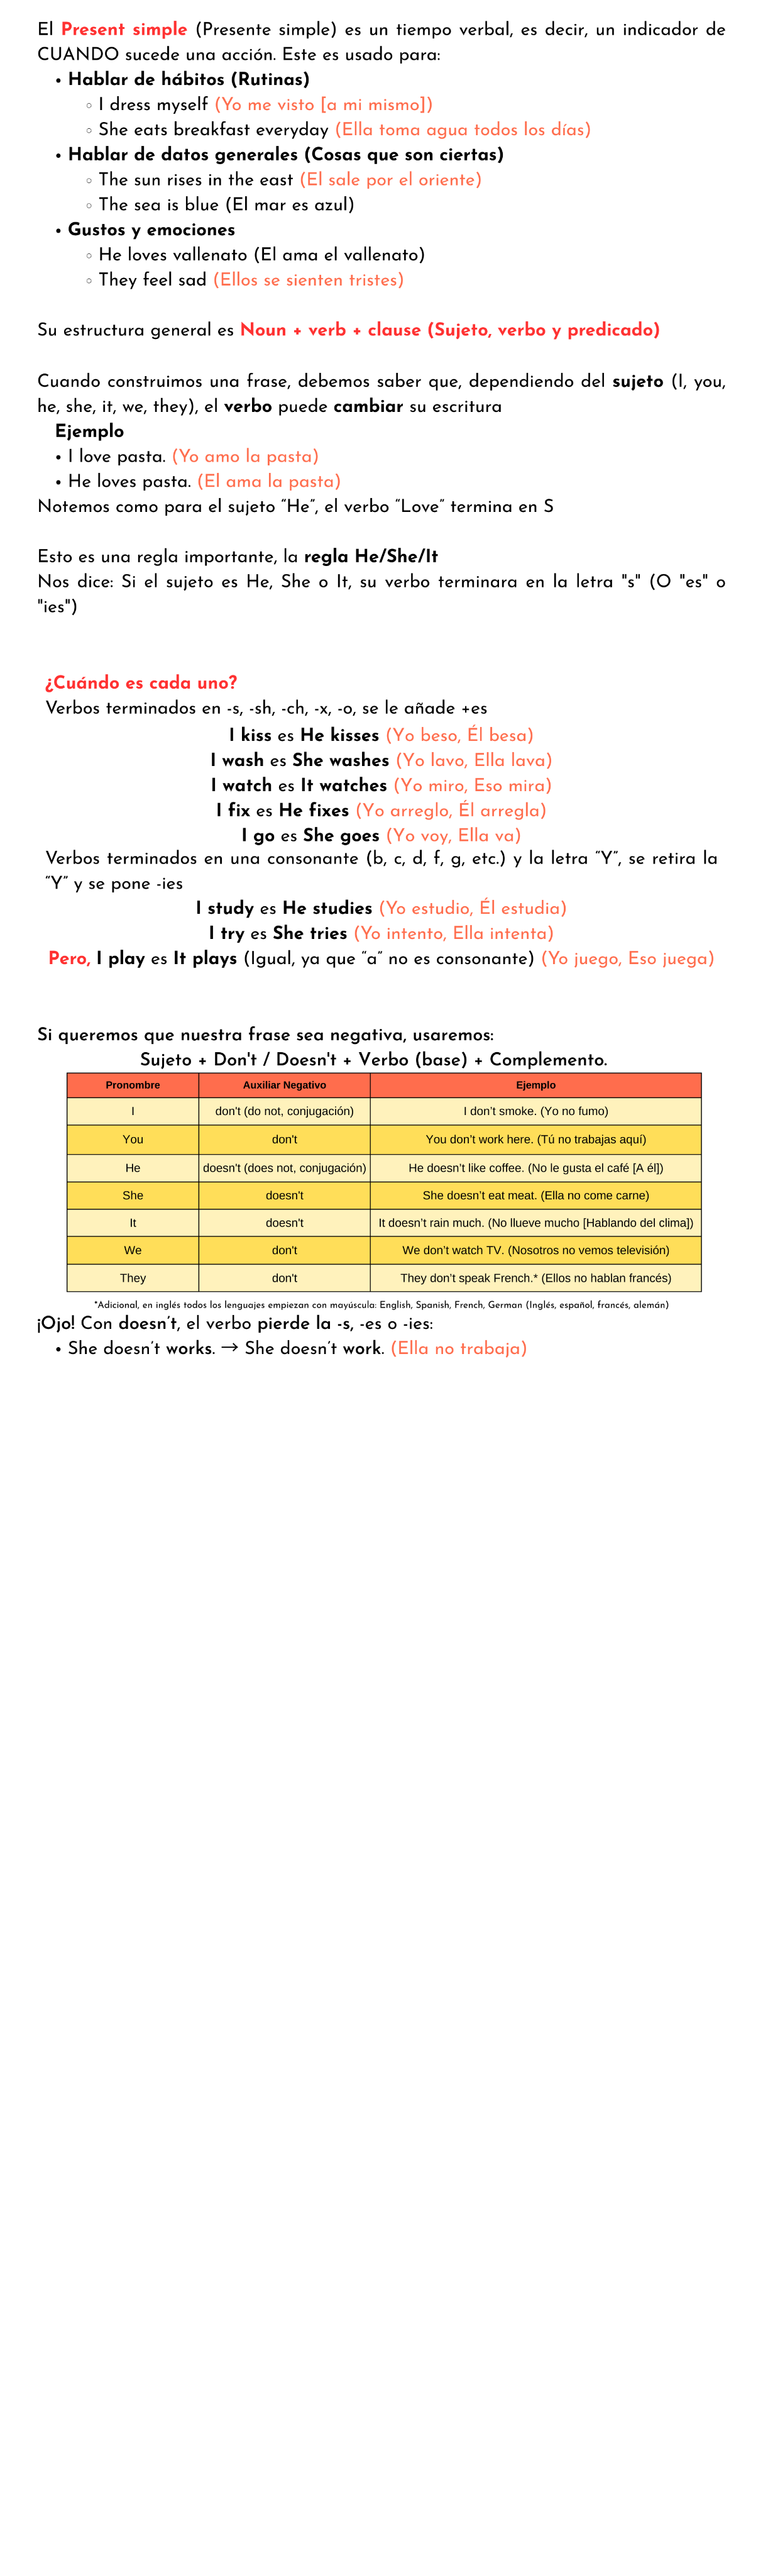 El Present simple (Presente simple) es un tiempo verbal, es decir, un indicador de
CUANDO sucede una acción. Este es usado para:
• Hablar de hábitos (Rutinas)
◦ I dress myself (Yo me visto [a mi mismo])
◦ She eats breakfast everyday (Ella toma agua todos los días)
• Hablar de datos generales (Cosas que son ciertas)
◦ The sun rises in the east (El sale por el oriente)
◦ The sea is blue (El mar es azul)
• Gustos y emociones
◦ He loves vallenato (El ama el vallenato)
◦ They feel sad (Ellos se sienten tristes)
Su estructura general es Noun + verb + clause (Sujeto, verbo y predicado)
Cuando construimos una frase, debemos saber que, dependiendo del sujeto (I, you,
he, she, it, we, they), el verbo puede cambiar su escritura
Ejemplo
• I love pasta. (Yo amo la pasta)
• He loves pasta. (El ama la pasta)
Notemos como para el sujeto “He”, el verbo “Love” termina en S
Esto es una regla importante, la regla He/She/It
Nos dice: Si el sujeto es He, She o It, su verbo terminara en la letra "s" (O "es" o
"ies")
¿Cuándo es cada uno?
Verbos terminados en -s, -sh, -ch, -x, -o, se le añade +es
I kiss es He kisses (Yo beso, Él besa)
I wash es She washes (Yo lavo, Ella lava)
I watch es It watches (Yo miro, Eso mira)
I fix es He fixes (Yo arreglo, Él arregla)
I go es She goes (Yo voy, Ella va)
Verbos terminados en una consonante (b, c, d, f, g, etc.) y la letra “Y”, se retira la
“Y” y se pone -ies
I study es He studies (Yo estudio, Él estudia)
I try es She tries (Yo intento, Ella intenta)
Pero, I play es It plays (Igual, ya que “a” no es consonante) (Yo juego, Eso juega)
Si queremos que nuestra frase sea negativa, usaremos:
Sujeto + Don't / Doesn't + Verbo (base) + Complemento.
Pronombre Auxiliar Negativo Ejemplo
I don't (do not, conjugación) I don’t smoke. (Yo no fumo)
You don't You don’t work here. (Tú no trabajas aquí)
He doesn't (does not, conjugación) He doesn’t like coffee. (No le gusta el café [A él])
She doesn't She doesn’t eat meat. (Ella no come carne)
It doesn't It doesn’t rain much. (No llueve mucho [Hablando del clima])
We don't We don’t watch TV. (Nosotros no vemos televisión)
They don't They don’t speak French.* (Ellos no hablan francés)
*Adicional, en inglés todos los lenguajes empiezan con mayúscula: English, Spanish, French, German (Inglés, español, francés, alemán)
¡Ojo! Con doesn’t, el verbo pierde la -s, -es o -ies:
• She doesn’t works. → She doesn’t work. (Ella no trabaja)